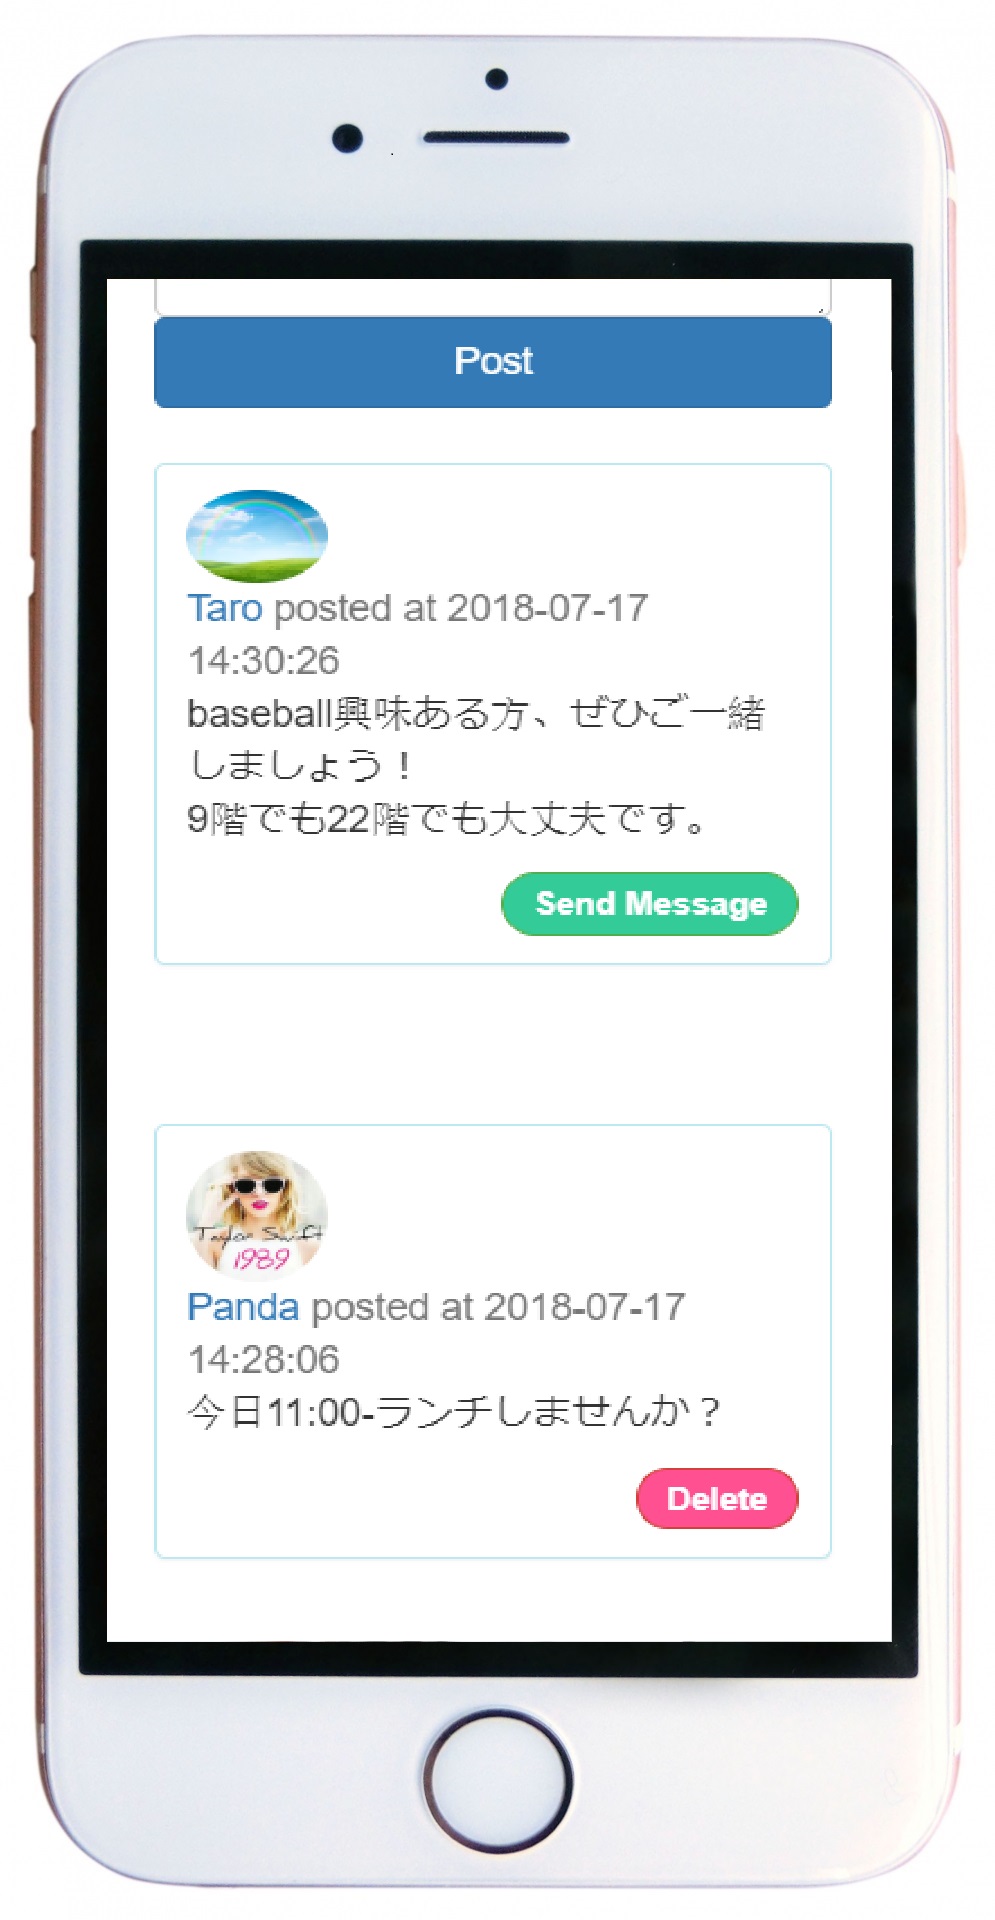 Post
Taro posted at 2018-07-17
14:30:26
baseball興味ある方、ぜひご一緒
しましょう！
9階でも22階でも大丈夫です。
Send Message
Taylor Swift
1989
Panda posted at 2018-07-17
14:28:06
今日11:00-ランチしませんか？
Delete